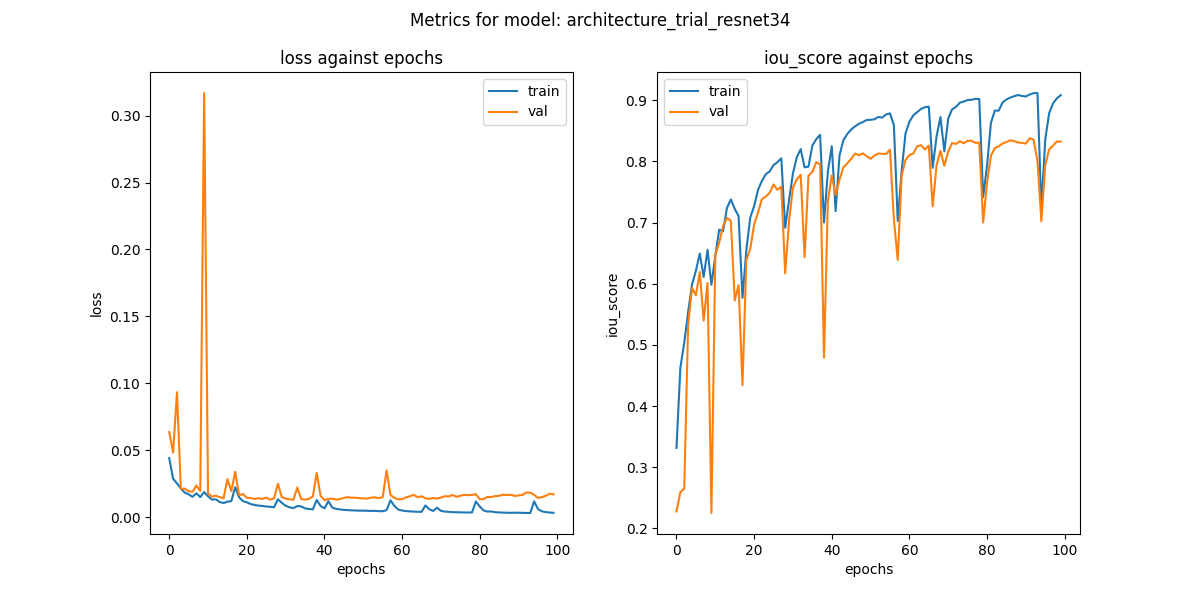 Metrics for model: architecture_trial_resnet34
loss against epochs
train
val
0.30
0.25
0.20
0.15
0.10
0.05
0.00
loss
0 20 40 60 80 100
epochs
iou_score against epochs
train
val
0.9
0.8
0.7
0.6
0.5
0.4
0.3
0.2
iou_score
0 20 40 60 80 100
epochs